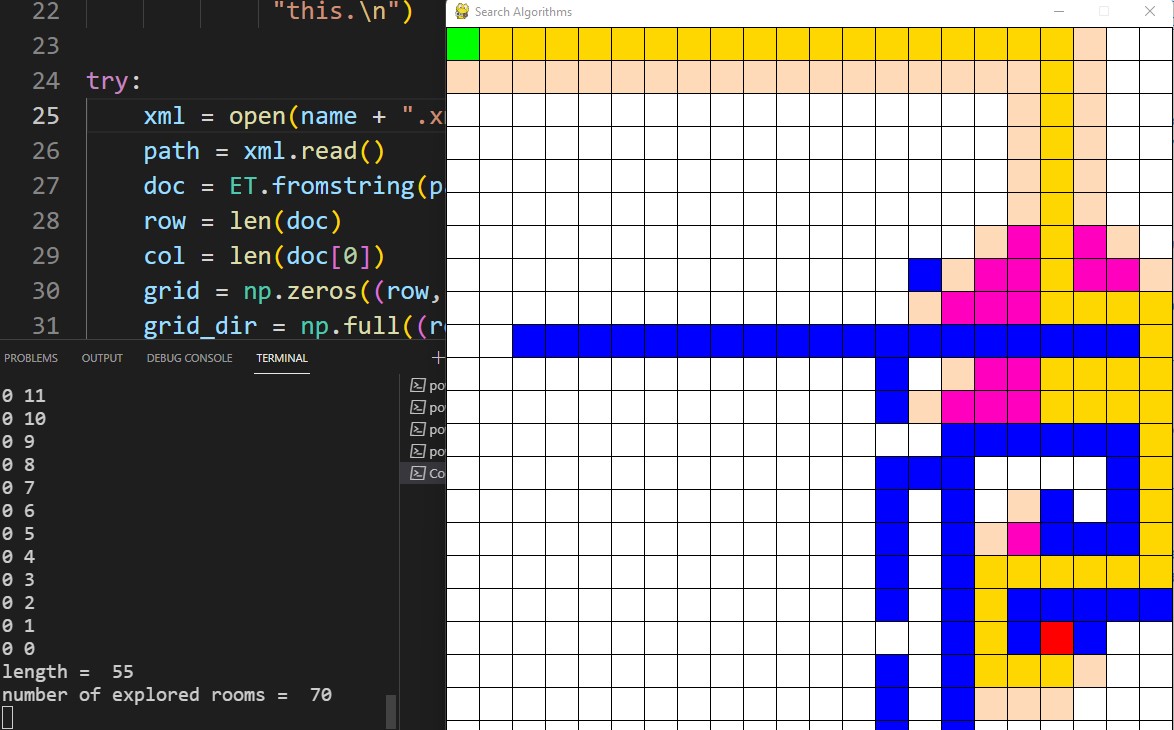 22 "this.\n")
23
24 try:
25 xml = open(name + ".x
26 path = xml.read()
27 doc = ET.fromstring(p
28 row = len(doc)
29 col = len(doc[0])
30 grid = np.zeros((row,
31 grid_dir = np.full((r
Search Algorithms
PROBLEMS OUTPUT DEBUG CONSOLE TERMINAL
0 11
0 10
0 9
0 8
0 7
0 6
0 5
0 4
0 3
0 2
0 1
0 0
length = 55
number of explored rooms = 70
po
po
po
po
Co